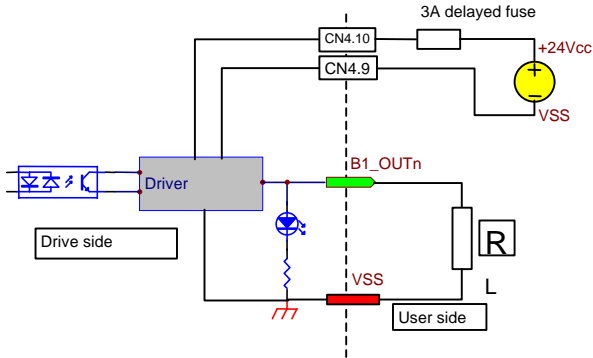 3A delayed fuse
CN4.10
+24Vcc
CN4.9
VSS
B1_OUTn
Driver
Drive side
R
L
VSS
User side